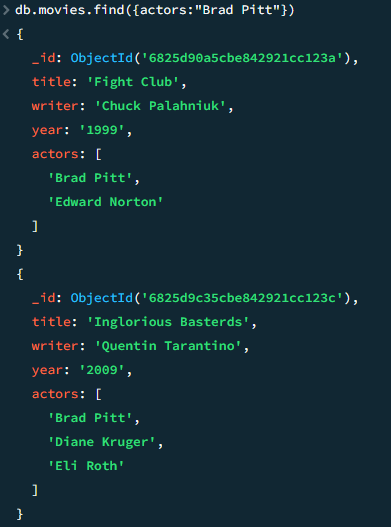 > db.movies.find({actors:"Brad Pitt"})
< {
_id: ObjectId('6825d90a5cbe842921cc123a'),
title: 'Fight Club',
writer: 'Chuck Palahniuk',
year: '1999',
actors: [
'Brad Pitt',
'Edward Norton'
]
}
{
_id: ObjectId('6825d9c35cbe842921cc123c'),
title: 'Inglorious Basterds',
writer: 'Quentin Tarantino',
year: '2009',
actors: [
'Brad Pitt',
'Diane Kruger',
'Eli Roth'
]
}